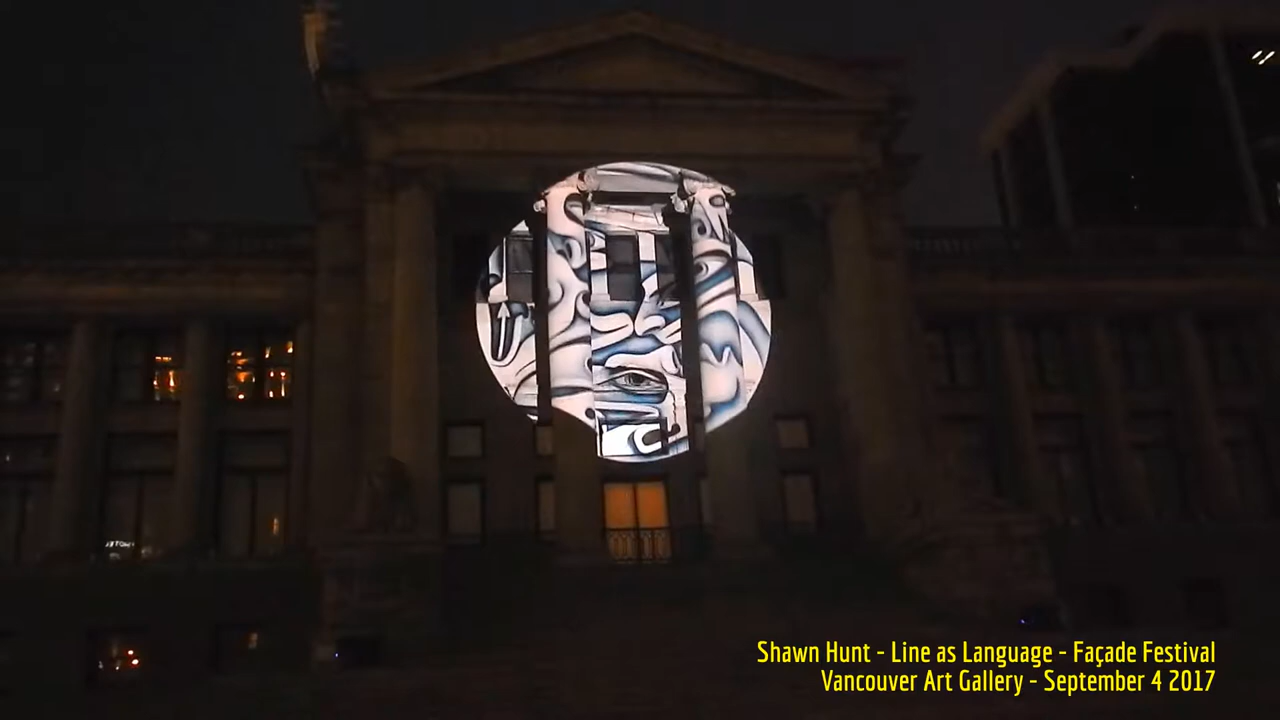 Shawn Hunt - Line as Language - Façade Festival
Vancouver Art Gallery - September 4 2017